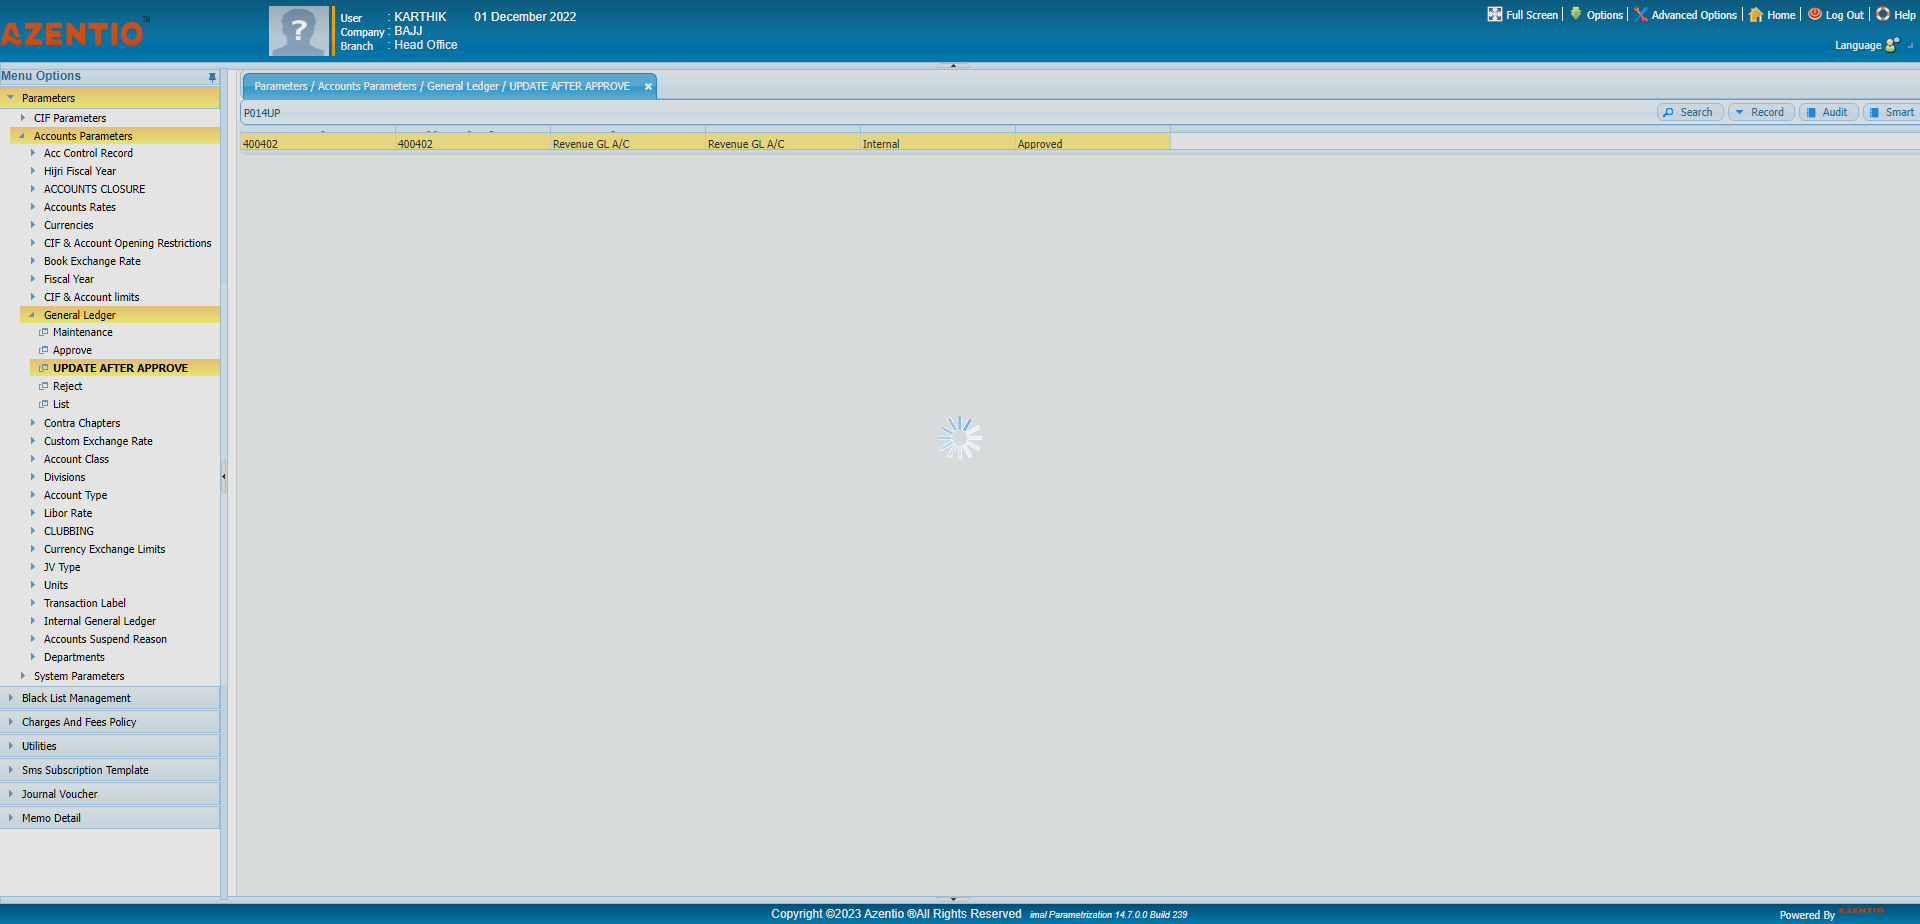 AZENTIO™
User : KARTHIK 01 December 2022
Company : BAJJ
Branch : Head Office
Full Screen | Options | Advanced Options | Home | Log Out | Help
Language
Menu Options
Parameters
CIF Parameters
Accounts Parameters
Acc Control Record
Hijri Fiscal Year
ACCOUNTS CLOSURE
Accounts Rates
Currencies
CIF & Account Opening Restrictions
Book Exchange Rate
Fiscal Year
CIF & Account limits
General Ledger
Maintenance
Approve
UPDATE AFTER APPROVE
Reject
List
Contra Chapters
Custom Exchange Rate
Account Class
Divisions
Account Type
Libor Rate
CLUBBING
Currency Exchange Limits
JV Type
Units
Transaction Label
Internal General Ledger
Accounts Suspend Reason
Departments
System Parameters
Black List Management
Charges And Fees Policy
Utilities
Sms Subscription Template
Journal Voucher
Memo Detail
Parameters / Accounts Parameters / General Ledger / UPDATE AFTER APPROVE
P014UP
Search Record Audit Smart
400402 400402 Revenue GL A/C Revenue GL A/C Internal Approved
Copyright ©2023 Azentio ®All Rights Reserved imal Parametrization 14.7.0.0 Build 239
Powered By AZENTIO